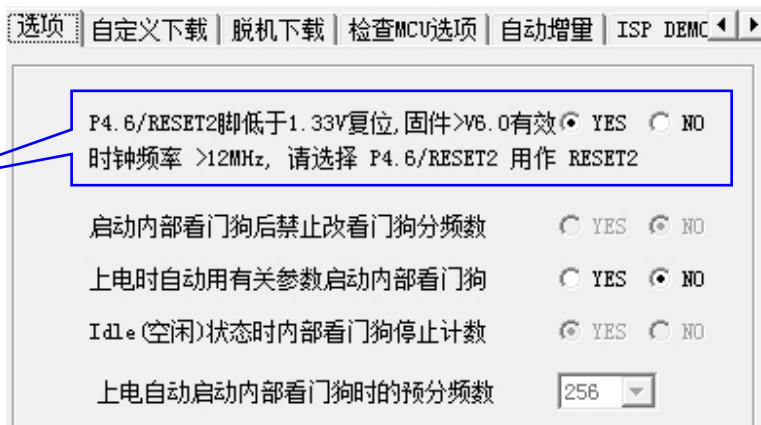 选项 自定义下载 脱机下载 检查MCU选项 自动增量 ISP DEMO
P4.6/RESET2脚低于1.33V复位,固件>V6.0有效 YES NO
时钟频率 >12MHz, 请选择 P4.6/RESET2 用作 RESET2
启动内部看门狗后禁止改看门狗分频数 YES NO
上电时自动用有关参数启动内部看门狗 YES NO
Idle(空闲)状态时内部看门狗停止计数 YES NO
上电自动启动内部看门狗时的预分频数 256